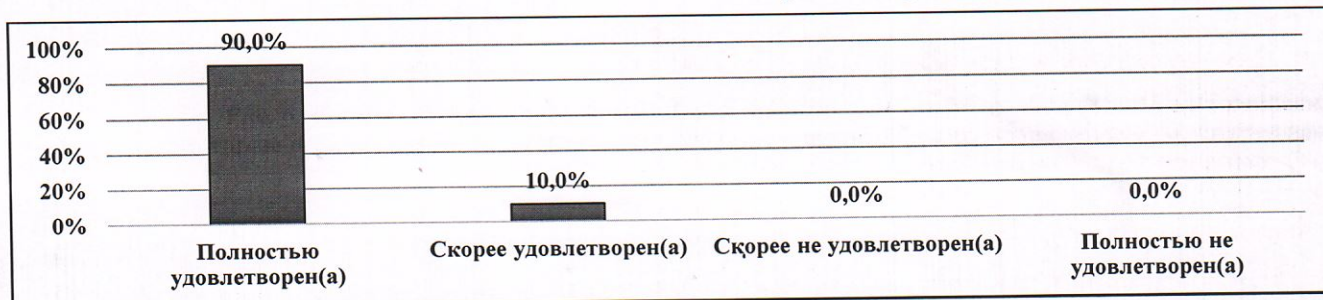 100%
80%
60%
40%
20%
0%
90,0%
10,0%
0,0%
0,0%
Полностью
удовлетворен(а)
Скорее удовлетворен(а)
Скорее не удовлетворен(а)
Полностью не
удовлетворен(а)